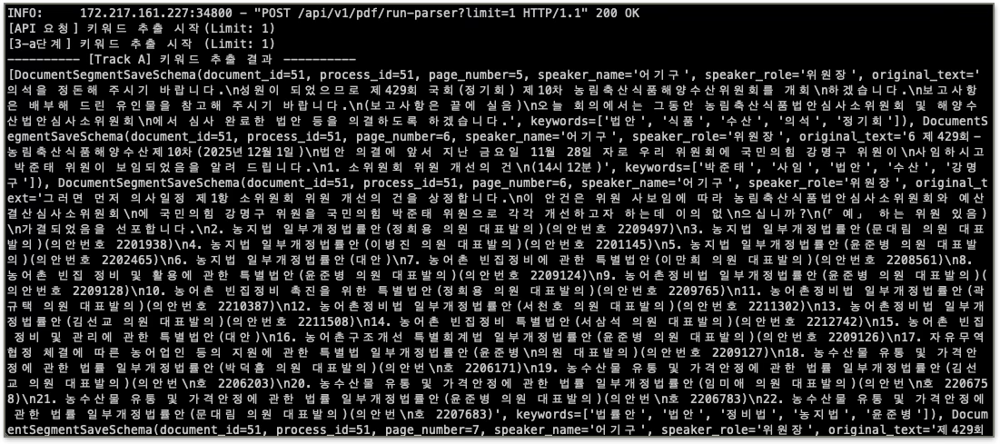 INFO:     172.217.161.227:34800 - "POST /api/v1/pdf/run-parser?limit=1 HTTP/1.1" 200 OK
[API 요청] 키워드 추출 시작(Limit: 1)
[3-a단계] 키워드 추출 시작 (Limit: 1)
---------- [Track A] 키워드 추출 결과 ----------
[DocumentSegmentSaveSchema(document_id=51, process_id=51, page_number=5, speaker_name='어기구', speaker_role='위원장', original_text='
의석을 정돈해 주시기 바랍니다.\n성원이 되었으므로 제429회 국회(정기회) 제10차 농림축산식품해양수산위원회를 개회\n하겠습니다.\n보고사항
은 배부해 드린 유인물을 참고해 주시기 바랍니다.\n(보고사항은 끝에 실음)\n오늘 회의에서는 그동안 농림축산식품법안심사소위원회 및 해양수
산법안심사소위원회\n에서 심사 완료한 법안 등을 의결하도록 하겠습니다.', keywords=['법안', '식품', '수산', '의석', '정기회']), DocumentS
egmentSaveSchema(document_id=51, process_id=51, page_number=6, speaker_name='어기구', speaker_role='위원장', original_text='6 제429회-
농림축산식품해양수산제10차(2025년12월1일)\n법안 의결에 앞서 지난 금요일 11월 28일 자로 우리 위원회에 국민의힘 강명구 위원이\n사임하시고
 박준태 위원이 보임되었음을 알려 드립니다.\n1. 소위원회 위원 개선의 건\n(14시12분)', keywords=['박준태', '사임', '법안', '수산', '강명
구']), DocumentSegmentSaveSchema(document_id=51, process_id=51, page_number=6, speaker_name='어기구', speaker_role='위원장', original_t
ext='그러면 먼저 의사일정 제1항 소위원회 위원 개선의 건을 상정합니다.\n이 안건은 위원 사보임에 따라 농림축산식품법안심사소위원회와 예산
결산심사소위원회\n에 국민의힘 강명구 위원을 국민의힘 박준태 위원으로 각각 개선하고자 하는데 이의 없\n으십니까?\n(「예」 하는 위원 있음)
\n가결되었음을 선포합니다.\n2. 농지법 일부개정법률안(정희용 의원 대표발의)(의안번호 2209497)\n3. 농지법 일부개정법률안(문대림 의원 대표
발의)(의안번호 2201938)\n4. 농지법 일부개정법률안(이병진 의원 대표발의)(의안번호 2201145)\n5. 농지법 일부개정법률안(윤준병 의원 대표발
의)(의안번호 2202465)\n6. 농지법 일부개정법률안(대안)\n7. 농어촌 빈집정비에 관한 특별법안(이만희 의원 대표발의)(의안번호 2208561)\n8.
농어촌 빈집 정비 및 활용에 관한 특별법안(윤준병 의원 대표발의)(의안번호 2209124)\n9. 농어촌정비법 일부개정법률안(윤준병 의원 대표발의)(
의안번호 2209128)\n10. 농어촌 빈집정비 촉진을 위한 특별법안(정희용 의원 대표발의)(의안번호 2209765)\n11. 농어촌정비법 일부개정법률안(곽
규택 의원 대표발의)(의안번호 2210387)\n12. 농어촌정비법 일부개정법률안(서천호 의원 대표발의)(의안번호 2211302)\n13. 농어촌정비법 일부개
정법률안(김선교 의원 대표발의)(의안번호 2211508)\n14. 농어촌 빈집정비 특별법안(서삼석 의원 대표발의)(의안번호 2212742)\n15. 농어촌 빈집
 정비 및 관리에 관한 특별법안(대안)\n16. 농어촌구조개선 특별회계법 일부개정법률안(윤준병 의원 대표발의)(의안번호 2209126)\n17. 자유무역
협정 체결에 따른 농어업인 등의 지원에 관한 특별법 일부개정법률안(윤준병\n의원 대표발의)(의안번호 2209127)\n18. 농수산물 유통 및 가격안
정에 관한 법률 일부개정법률안(박덕흠 의원 대표발의)(의안번\n호 2206171)\n19. 농수산물 유통 및 가격안정에 관한 법률 일부개정법률안(김선
교 의원 대표발의)(의안번\n호 2206203)\n20. 농수산물 유통 및 가격안정에 관한 법률 일부개정법률안(임미애 의원 대표발의)(의안번\n호 220675
8)\n21. 농수산물 유통 및 가격안정에 관한 법률 일부개정법률안(윤준병 의원 대표발의)(의안번\n호 2206783)\n22. 농수산물 유통 및 가격안정에
 관한 법률 일부개정법률안(문대림 의원 대표발의)(의안번\n호 2207683)', keywords=['법률안', '법안', '정비법', '농지법', '윤준병']), Docum
entSegmentSaveSchema(document_id=51, process_id=51, page_number=7, speaker_name='어기구', speaker_role='위원장', original_text='제429회